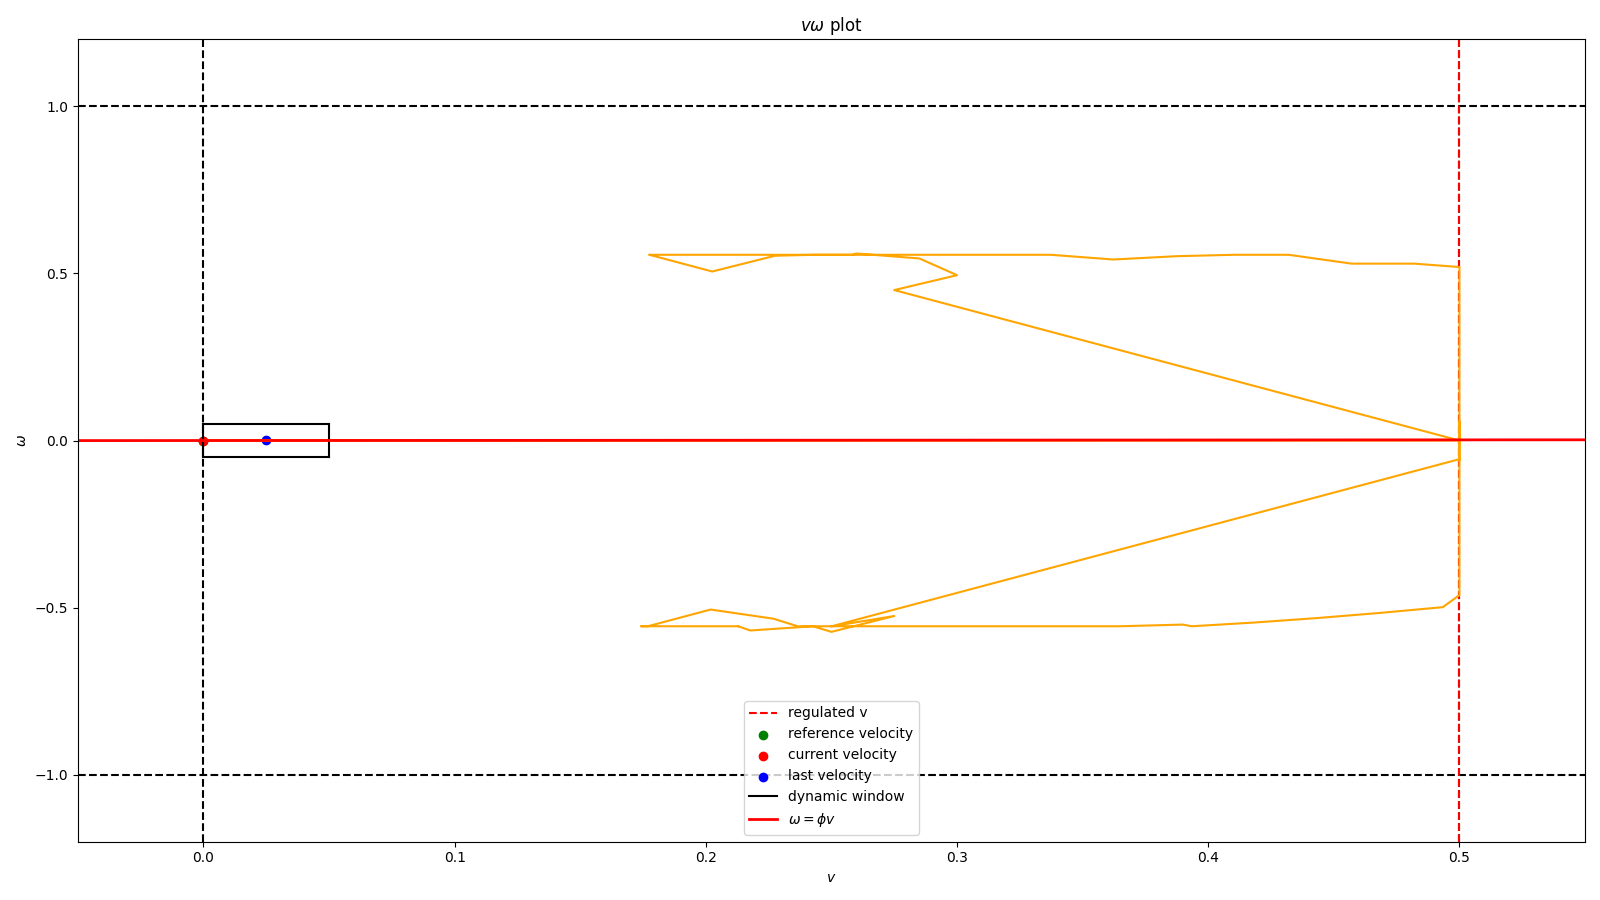 vω plot
1.0
0.5
0.0
−0.5
−1.0
ω
regulated v
reference velocity
current velocity
last velocity
dynamic window
ω = ϕv
0.0 0.1 0.2 0.3 0.4 0.5
v